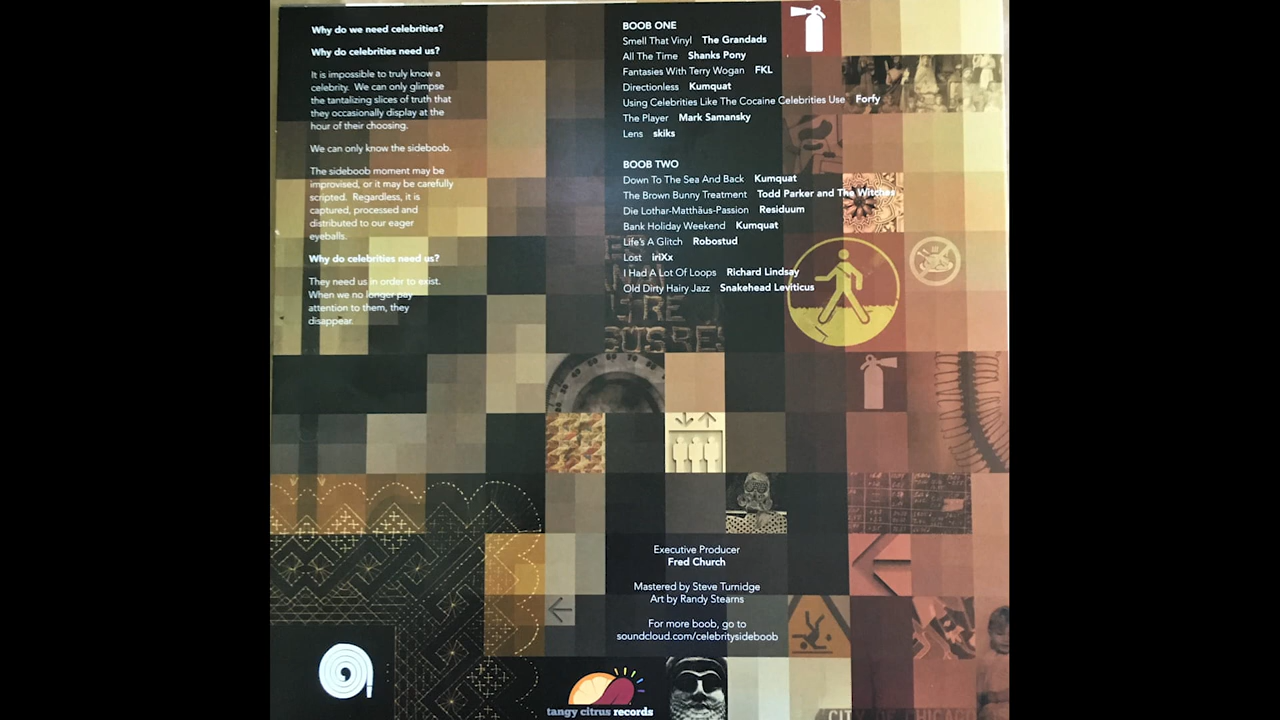 Why do we need celebrities?
Why do celebrities need us?
It is impossible to truly know a
celebrity. We can only glimpse
the tantalizing slices of truth that
they occasionally display at the
hour of their choosing.
We can only know the sideboob.
The sideboob moment may be
improvised, or it may be carefully
scripted. Regardless, it is
captured, processed and
distributed to our eager
eyeballs.
Why do celebrities need us?
They need us in order to exist.
When we no longer pay
attention to them, they
disappear.
BOOB ONE
Smell That Vinyl The Grandads
All The Time Shanks Pony
Fantasies With Terry Wogan FKL
Directionless Kumquat
Using Celebrities Like The Cocaine Celebrities Use Forfy
The Player Mark Samansky
Lens skiks
BOOB TWO
Down To The Sea And Back Kumquat
The Brown Bunny Treatment Todd Parker and The Witches
Die Lothar-Matthäus-Passion Residuum
Bank Holiday Weekend Kumquat
Life's A Glitch Robostud
Lost iriXx
I Had A Lot Of Loops Richard Lindsay
Old Dirty Hairy Jazz Snakehead Leviticus
Executive Producer
Fred Church
Mastered by Steve Turnidge
Art by Randy Stearns
For more boob, go to
soundcloud.com/celebritysideboob
tangy citrus records
CITY OF CHICAGO